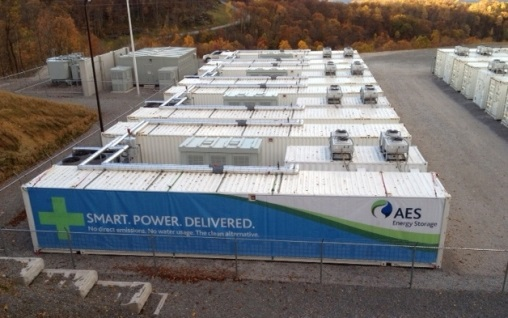 SMART. POWER. DELIVERED.
No direct emissions. No water usage. The clean alternative.
AES
Energy Storage